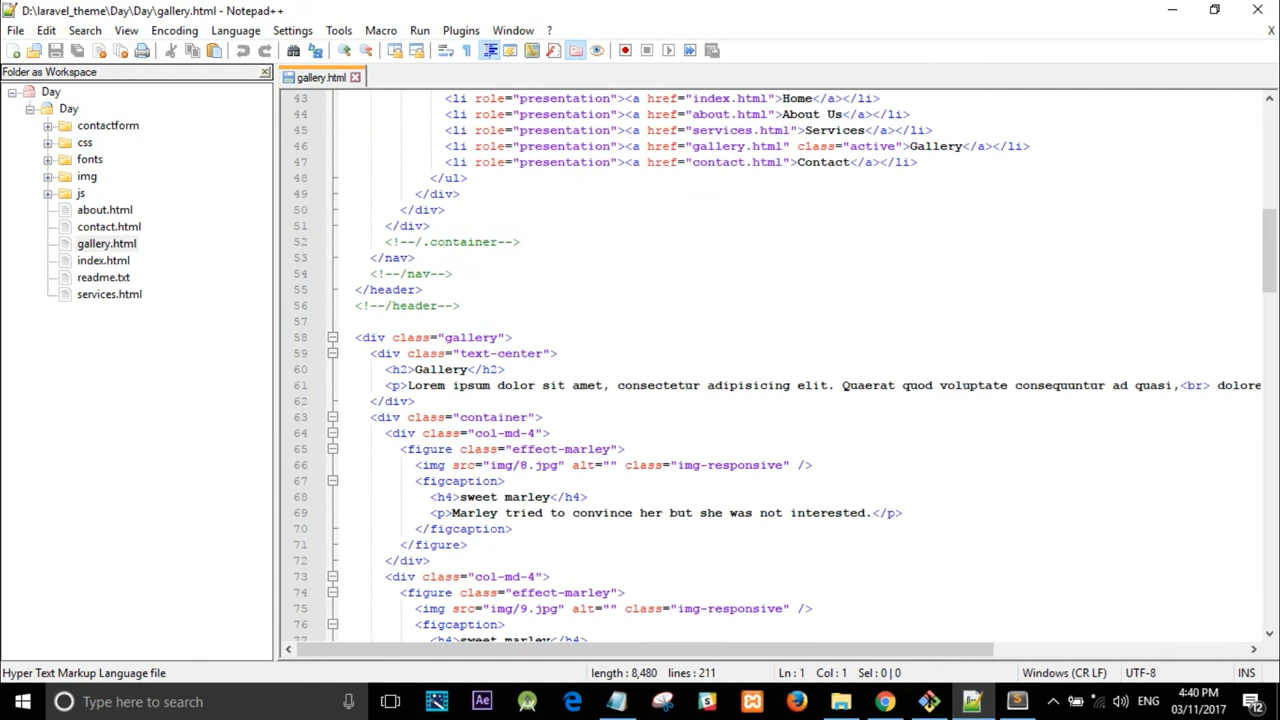 D:\laravel_theme\Day\Day\gallery.html - Notepad++
File Edit Search View Encoding Language Settings Tools Macro Run Plugins Window ? X
Folder as Workspace
Day
Day
contactform
css
fonts
img
js
about.html
contact.html
gallery.html
index.html
readme.txt
services.html
gallery.html
43 <li role="presentation"><a href="index.html">Home</a></li>
44 <li role="presentation"><a href="about.html">About Us</a></li>
45 <li role="presentation"><a href="services.html">Services</a></li>
46 <li role="presentation"><a href="gallery.html" class="active">Gallery</a></li>
47 <li role="presentation"><a href="contact.html">Contact</a></li>
48 </ul>
49 </div>
50 </div>
51 </div>
52 <!--/.container-->
53 </nav>
54 <!--/nav-->
55 </header>
56 <!--/header-->
57
58 <div class="gallery">
59 <div class="text-center">
60 <h2>Gallery</h2>
61 <p>Lorem ipsum dolor sit amet, consectetur adipisicing elit. Quaerat quod voluptate consequuntur ad quasi,<br> dolore
62 </div>
63 <div class="container">
64 <div class="col-md-4">
65 <figure class="effect-marley">
66 <img src="img/8.jpg" alt="" class="img-responsive" />
67 <figcaption>
68 <h4>sweet marley</h4>
69 <p>Marley tried to convince her but she was not interested.</p>
70 </figcaption>
71 </figure>
72 </div>
73 <div class="col-md-4">
74 <figure class="effect-marley">
75 <img src="img/9.jpg" alt="" class="img-responsive" />
76 <figcaption>
77 <h4>sweet marley</h4>
Hyper Text Markup Language file length : 8,480 lines : 211 Ln : 1 Col : 1 Sel : 0 | 0 Windows (CR LF) UTF-8 INS
Type here to search
Ae
ENG
4:40 PM
03/11/2017
12